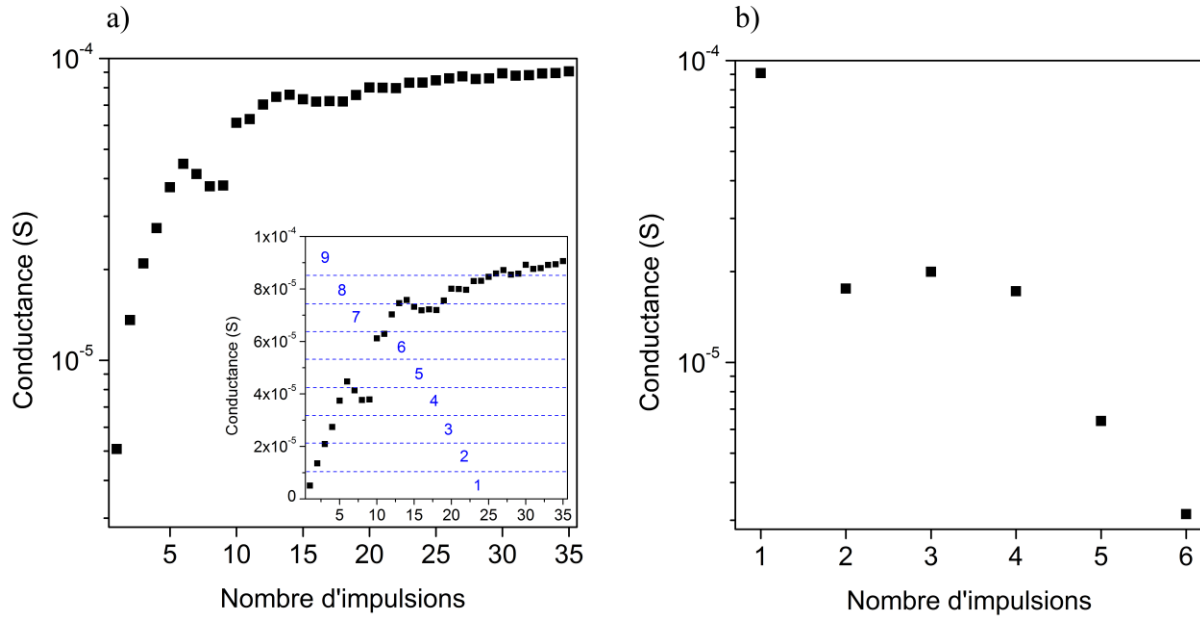 a)
10⁻⁴
10⁻⁵
Conductance (S)
5 10 15 20 25 30 35
Nombre d'impulsions
1x10⁻⁴
8x10⁻⁵
6x10⁻⁵
4x10⁻⁵
2x10⁻⁵
0
Conductance (S)
9
8
7
6
5
4
3
2
1
5 10 15 20 25 30 35
b)
10⁻⁴
10⁻⁵
Conductance (S)
1 2 3 4 5 6
Nombre d'impulsions